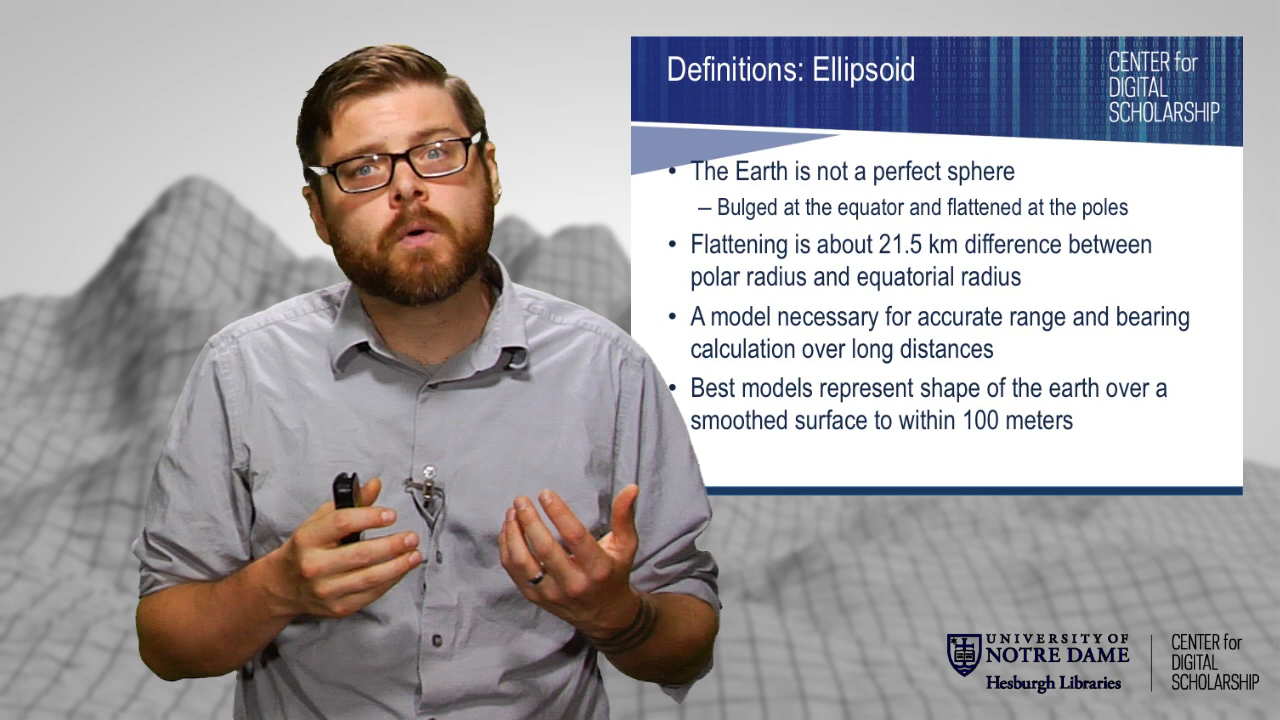 Definitions: Ellipsoid
CENTER for
DIGITAL
SCHOLARSHIP
• The Earth is not a perfect sphere
– Bulged at the equator and flattened at the poles
• Flattening is about 21.5 km difference between
polar radius and equatorial radius
• A model necessary for accurate range and bearing
calculation over long distances
• Best models represent shape of the earth over a
smoothed surface to within 100 meters
UNIVERSITY OF
NOTRE DAME
Hesburgh Libraries
CENTER for
DIGITAL
SCHOLARSHIP